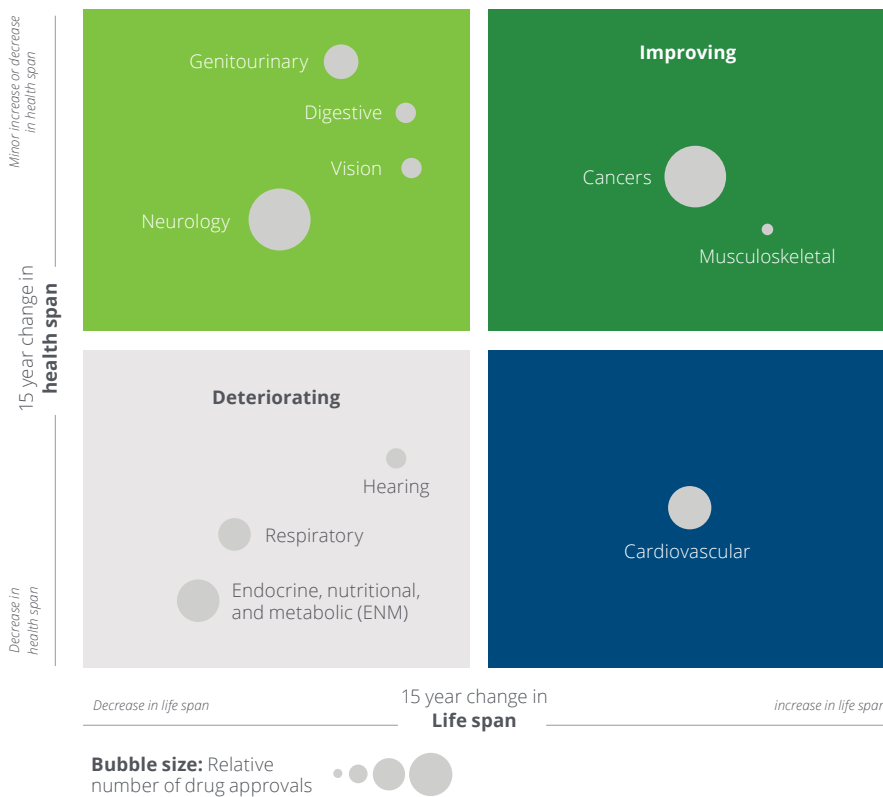 Minor increase or decrease
in health span
15 year change in
health span
Decrease in
health span
Genitourinary
Digestive
Vision
Neurology
Improving
Cancers
Musculoskeletal
Deteriorating
Hearing
Respiratory
Endocrine, nutritional,
and metabolic (ENM)
Cardiovascular
Decrease in life span
15 year change in
Life span
increase in life span
Bubble size: Relative
number of drug approvals